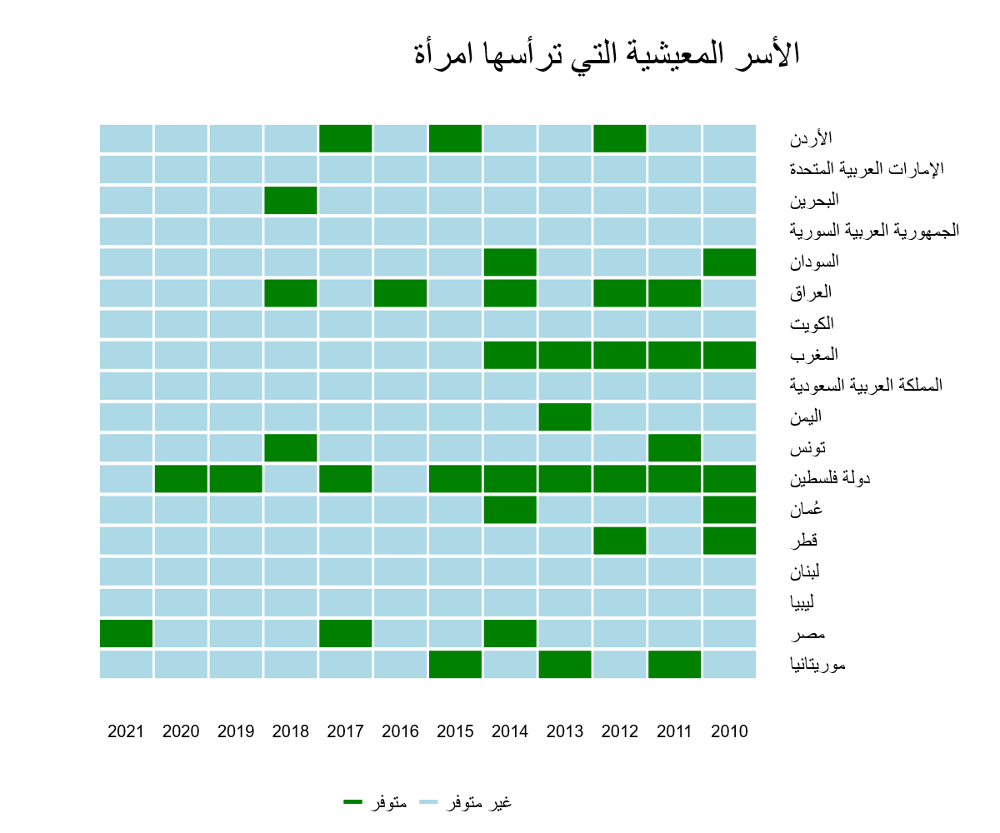 الأسر المعيشية التي ترأسها امرأة
الأردن
الإمارات العربية المتحدة
البحرين
الجمهورية العربية السورية
السودان
العراق
الكويت
المغرب
المملكة العربية السعودية
اليمن
تونس
دولة فلسطين
عُمان
قطر
لبنان
ليبيا
مصر
موريتانيا
2021 2020 2019 2018 2017 2016 2015 2014 2013 2012 2011 2010
غير متوفر متوفر